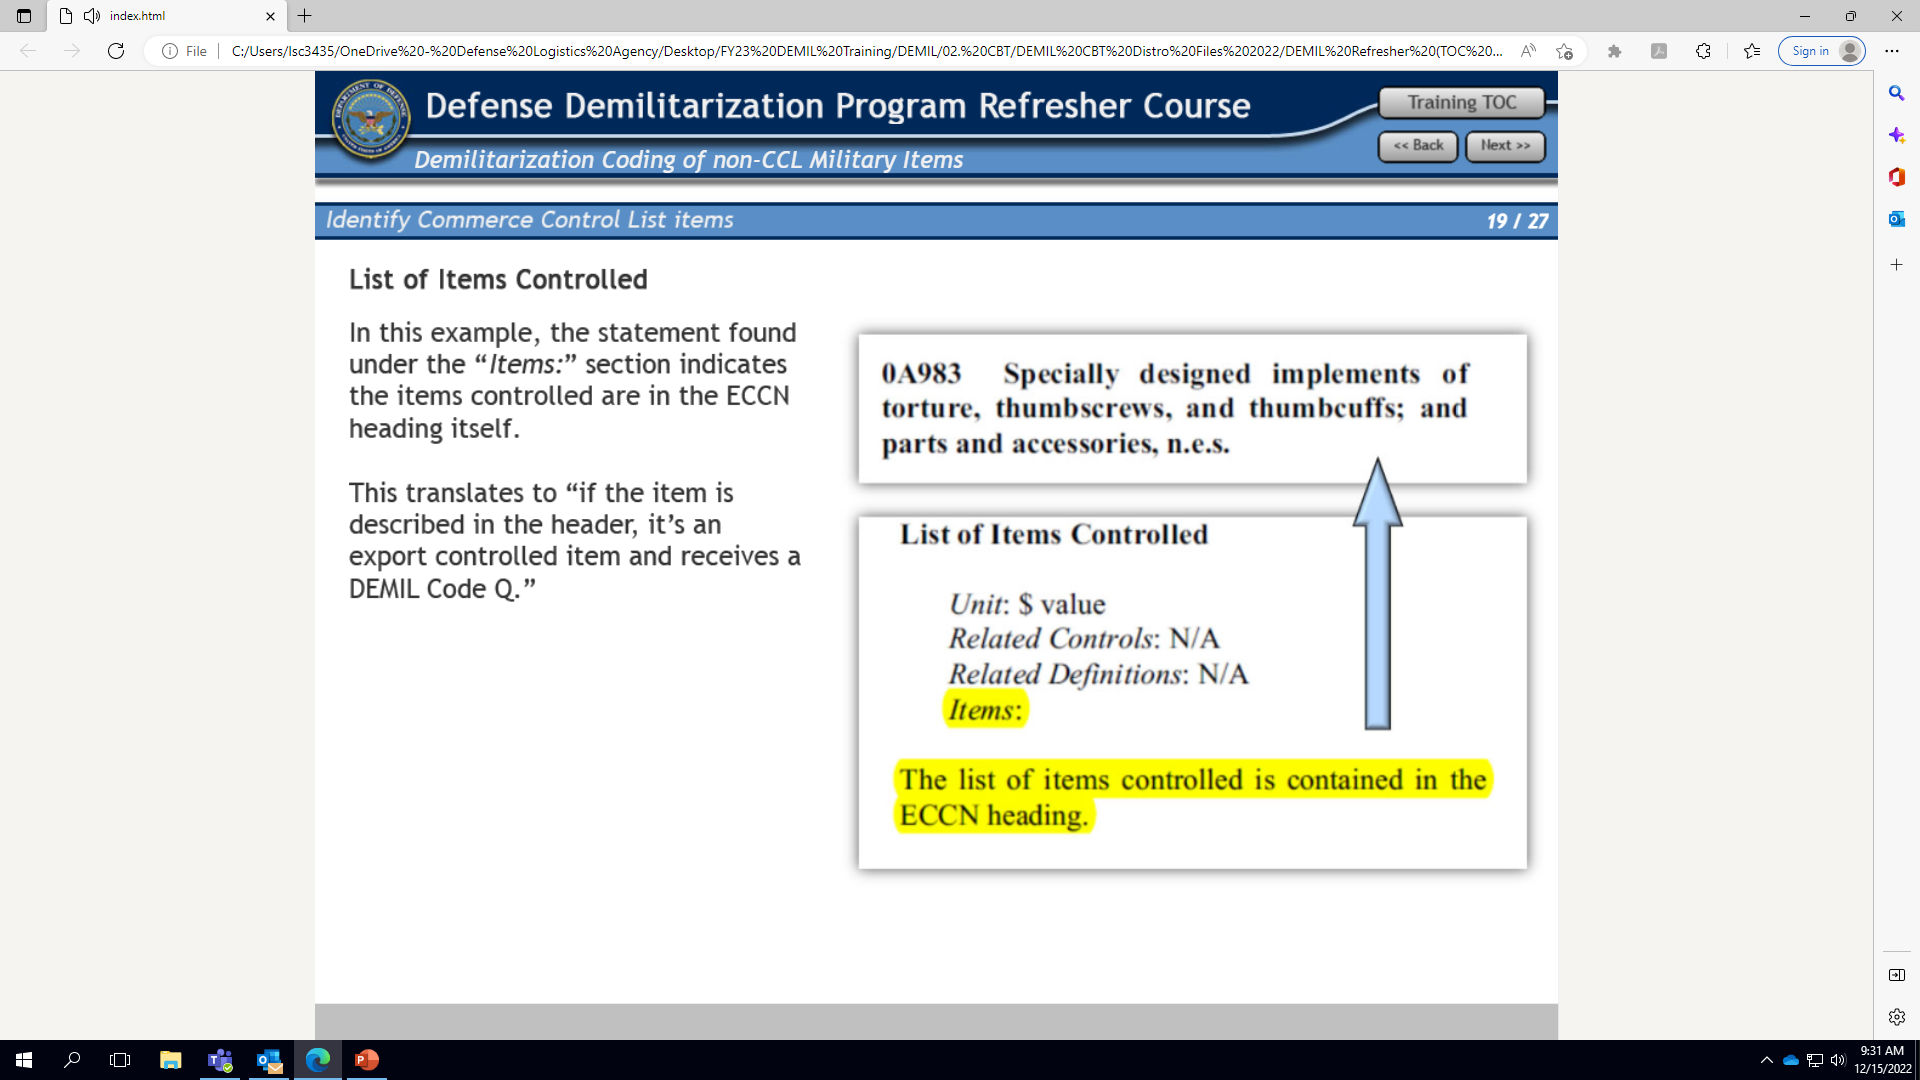 index.html
File
C:/Users/lsc3435/OneDrive%20-%20Defense%20Logistics%20Agency/Desktop/FY23%20DEMIL%20Training/DEMIL/02.%20CBT/DEMIL%20CBT%20Distro%20Files%202022/DEMIL%20Refresher%20(TOC%20...
Sign in
Defense Demilitarization Program Refresher Course
Training TOC
Demilitarization Coding of non-CCL Military Items
<< Back
Next >>
Identify Commerce Control List items
19 / 27
List of Items Controlled
In this example, the statement found
under the “Items:” section indicates
the items controlled are in the ECCN
heading itself.
This translates to “if the item is
described in the header, it’s an
export controlled item and receives a
DEMIL Code Q.”
0A983 Specially designed implements of
torture, thumbscrews, and thumbcuffs; and
parts and accessories, n.e.s.
List of Items Controlled
Unit: $ value
Related Controls: N/A
Related Definitions: N/A
Items:
The list of items controlled is contained in the
ECCN heading.
9:31 AM
12/15/2022